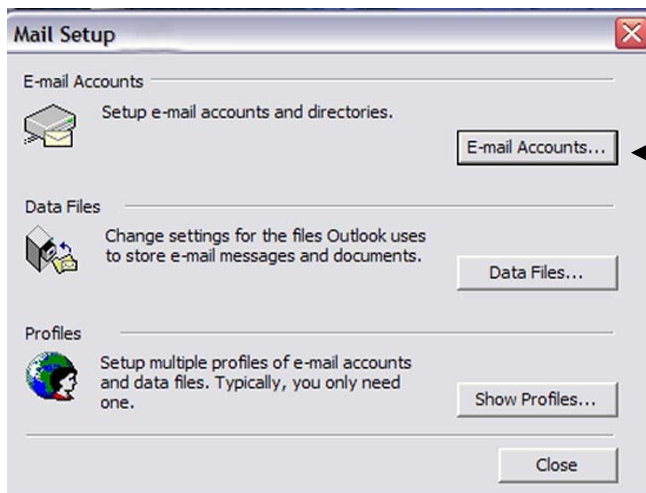 Mail Setup
E-mail Accounts
Setup e-mail accounts and directories.
E-mail Accounts...
Data Files
Change settings for the files Outlook uses
to store e-mail messages and documents.
Data Files...
Profiles
Setup multiple profiles of e-mail accounts
and data files. Typically, you only need
one.
Show Profiles...
Close